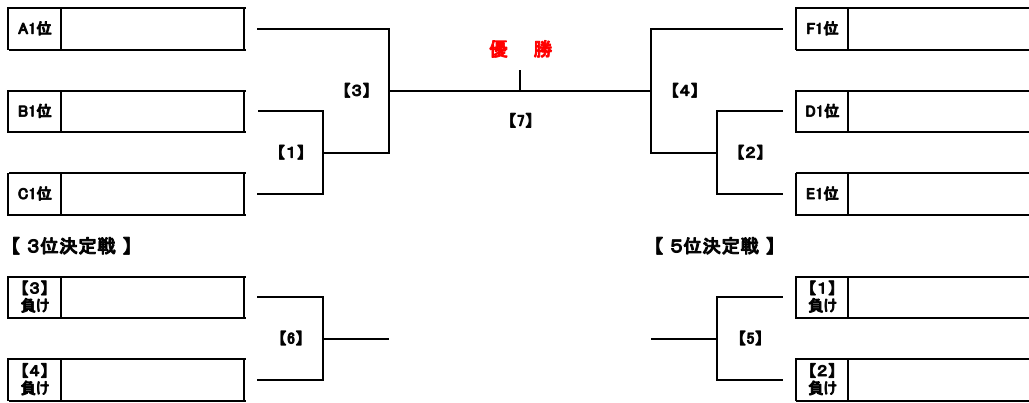 A1位
優　勝
F1位
【3】
【4】
B1位
D1位
【7】
【1】
【2】
C1位
E1位
【 3位決定戦 】
【 5位決定戦 】
【3】
負け
【1】
負け
【6】
【5】
【4】
負け
【2】
負け